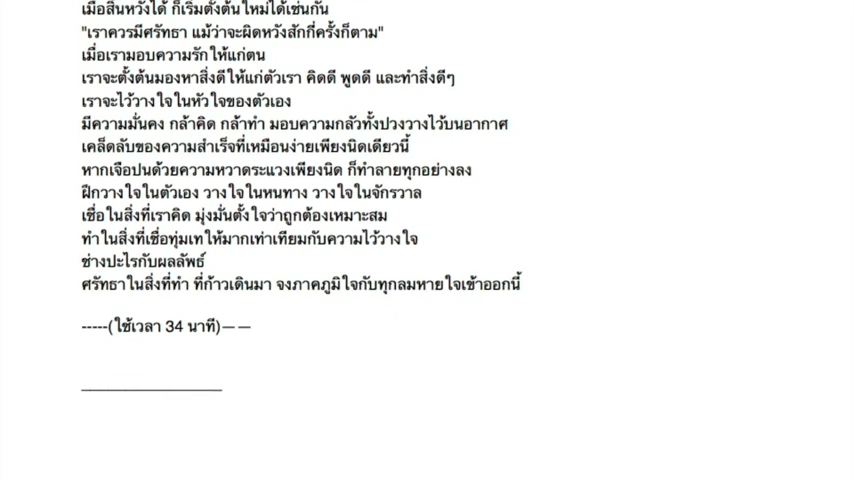 เมื่อสิ้นหวังได้ ก็เริ่มตั้งต้นใหม่ได้เช่นกัน
"เราควรมีศรัทธา แม้ว่าจะผิดหวังสักกี่ครั้งก็ตาม"
เมื่อเรามอบความรักให้แก่ตน
เราจะตั้งต้นมองหาสิ่งดีให้แก่ตัวเรา คิดดี พูดดี และทำสิ่งดีๆ
เราจะไว้วางใจในหัวใจของตัวเอง
มีความมั่นคง กล้าคิด กล้าทำ มอบความกลัวทั้งปวงวางไว้บนอากาศ
เคล็ดลับของความสำเร็จที่เหมือนง่ายเพียงนิดเดียวนี้
หากเจือปนด้วยความหวาดระแวงเพียงนิด ก็ทำลายทุกอย่างลง
ฝึกวางใจในตัวเอง วางใจในหนทาง วางใจในจักรวาล
เชื่อในสิ่งที่เราคิด มุ่งมั่นตั้งใจว่าถูกต้องเหมาะสม
ทำในสิ่งที่เชื่อทุ่มเทให้มากเท่าเทียมกับความไว้วางใจ
ช่างปะไรกับผลลัพธ์
ศรัทธาในสิ่งที่ทำ ที่ก้าวเดินมา จงภาคภูมิใจกับทุกลมหายใจเข้าออกนี้
-----(ใช้เวลา 34 นาที)——